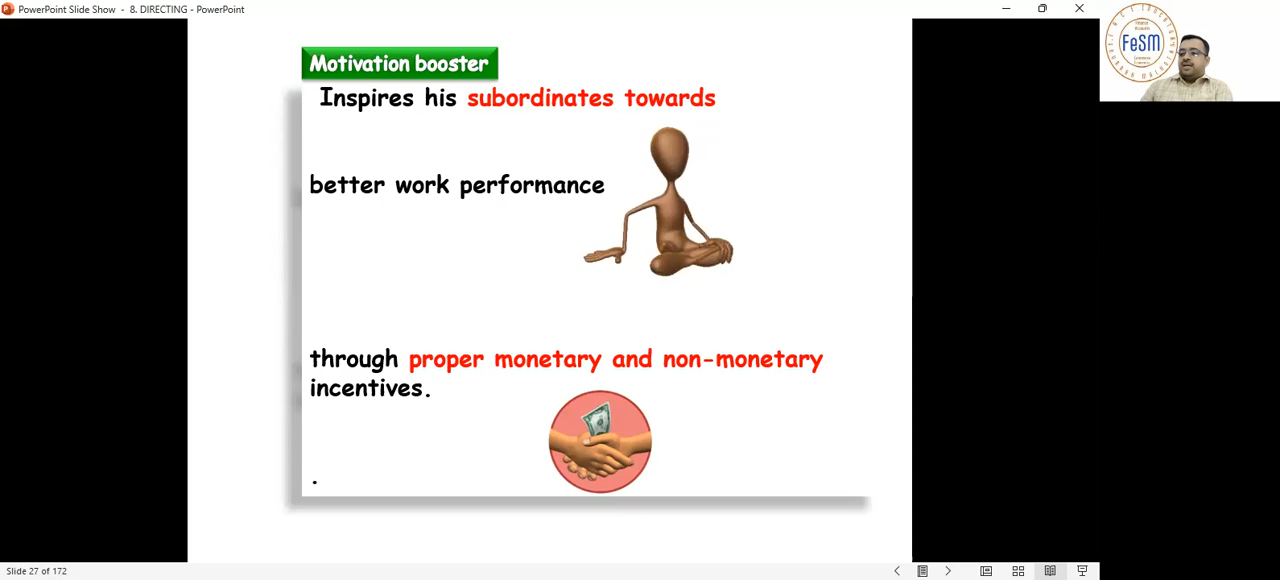 PowerPoint Slide Show - 8. DIRECTING - PowerPoint
FeSM
Motivation booster
Inspires his subordinates towards
better work performance
through proper monetary and non-monetary
incentives.
.
Slide 27 of 172